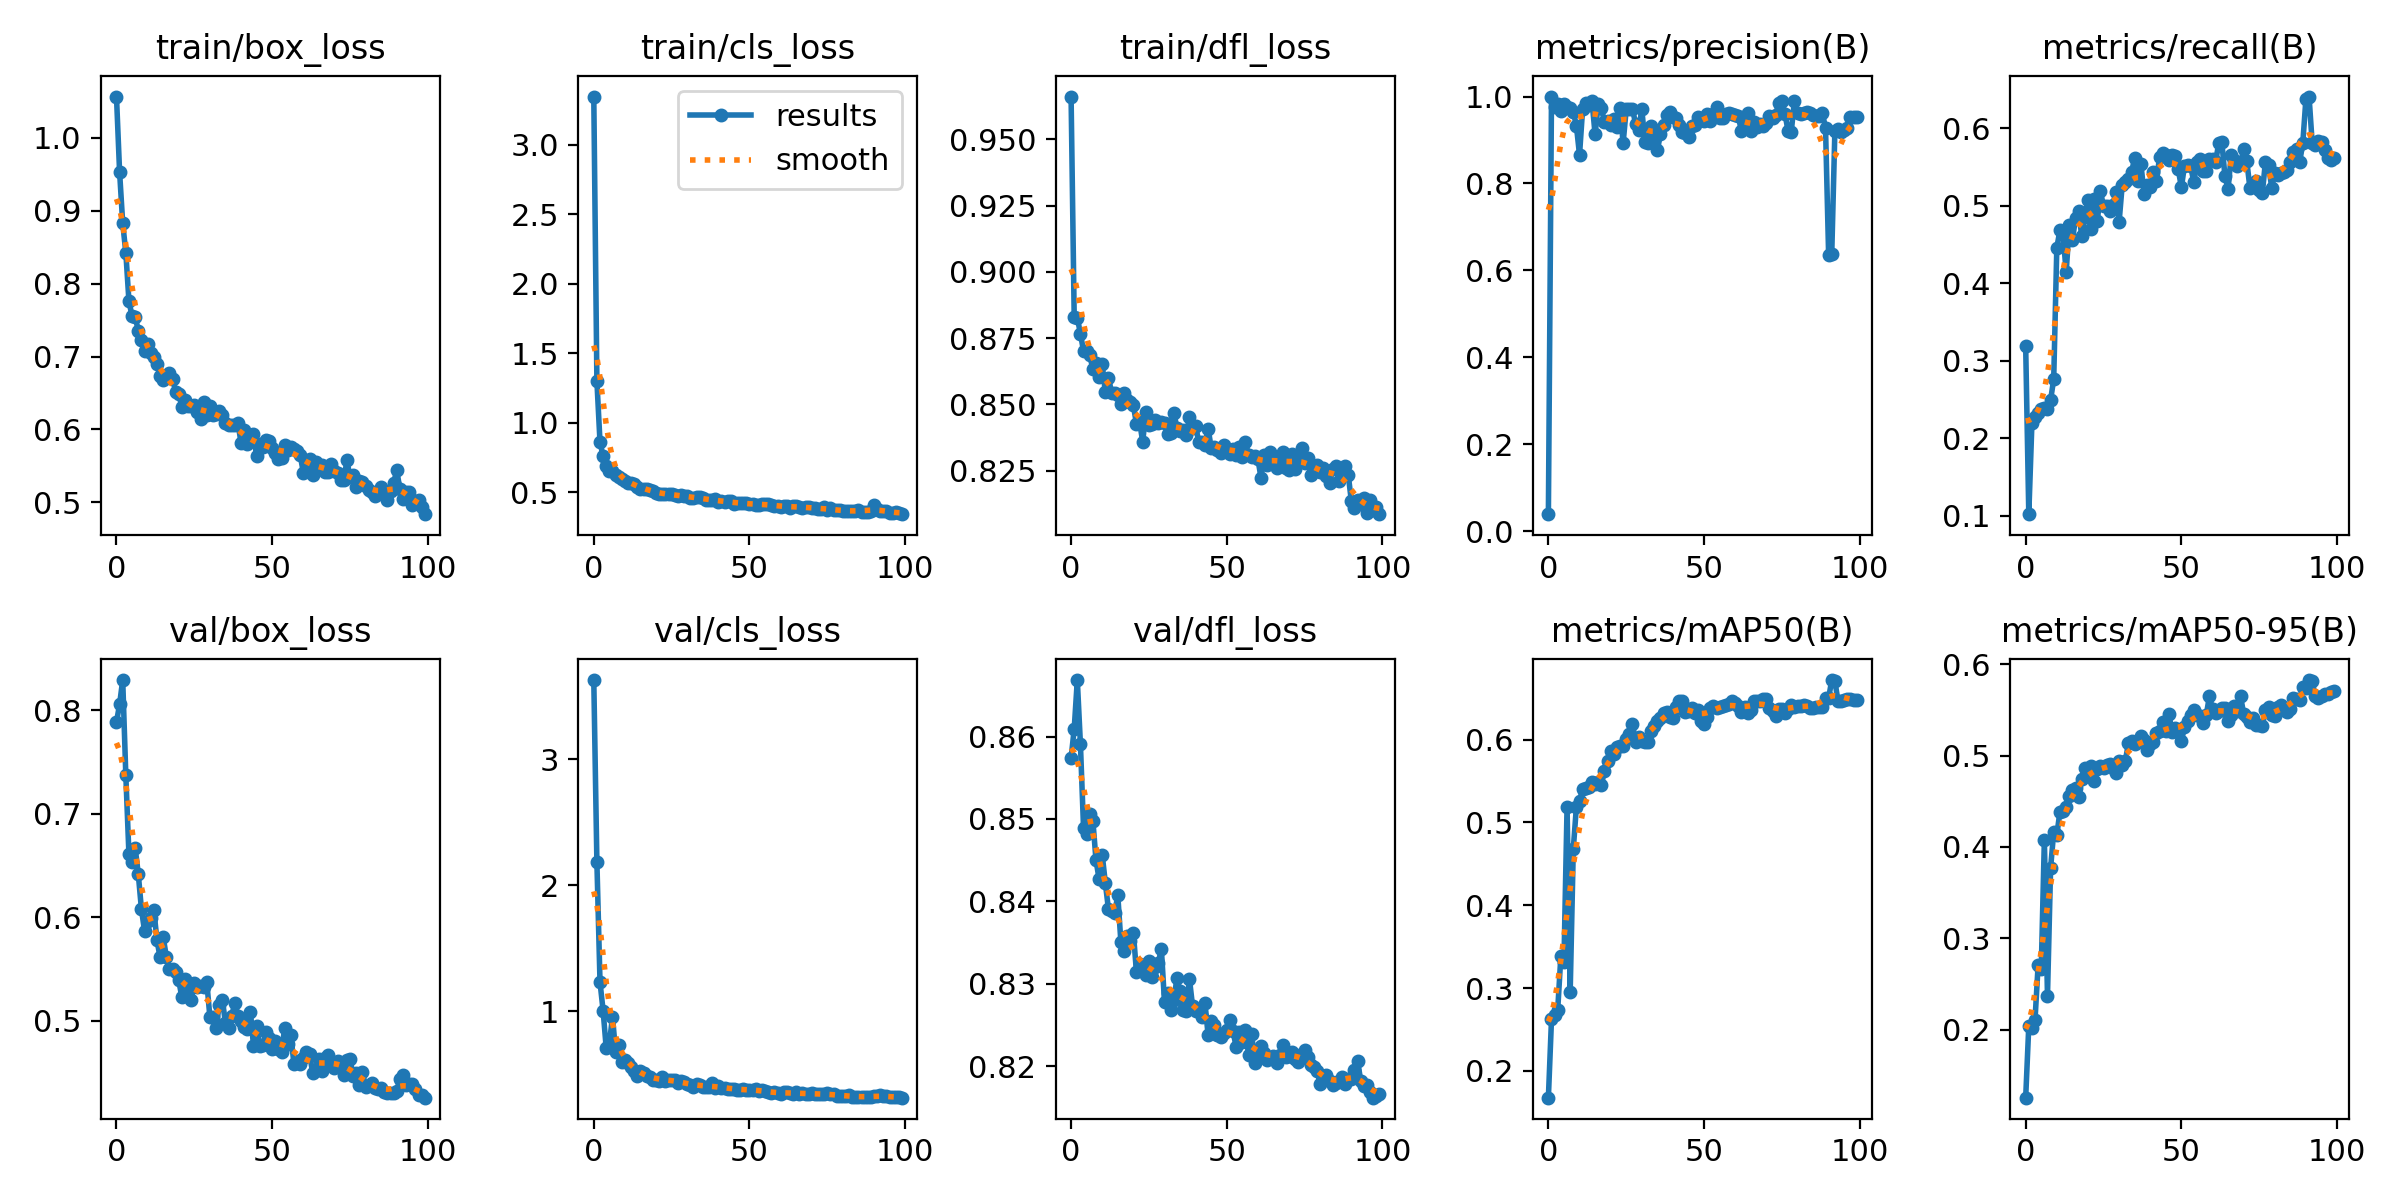 train/box_loss
1.0
0.9
0.8
0.7
0.6
0.5
0 50 100
train/cls_loss
results
smooth
3.0
2.5
2.0
1.5
1.0
0.5
0 50 100
train/dfl_loss
0.950
0.925
0.900
0.875
0.850
0.825
0 50 100
metrics/precision(B)
1.0
0.8
0.6
0.4
0.2
0.0
0 50 100
metrics/recall(B)
0.6
0.5
0.4
0.3
0.2
0.1
0 50 100
val/box_loss
0.8
0.7
0.6
0.5
0 50 100
val/cls_loss
3
2
1
0 50 100
val/dfl_loss
0.86
0.85
0.84
0.83
0.82
0 50 100
metrics/mAP50(B)
0.6
0.5
0.4
0.3
0.2
0 50 100
metrics/mAP50-95(B)
0.6
0.5
0.4
0.3
0.2
0 50 100